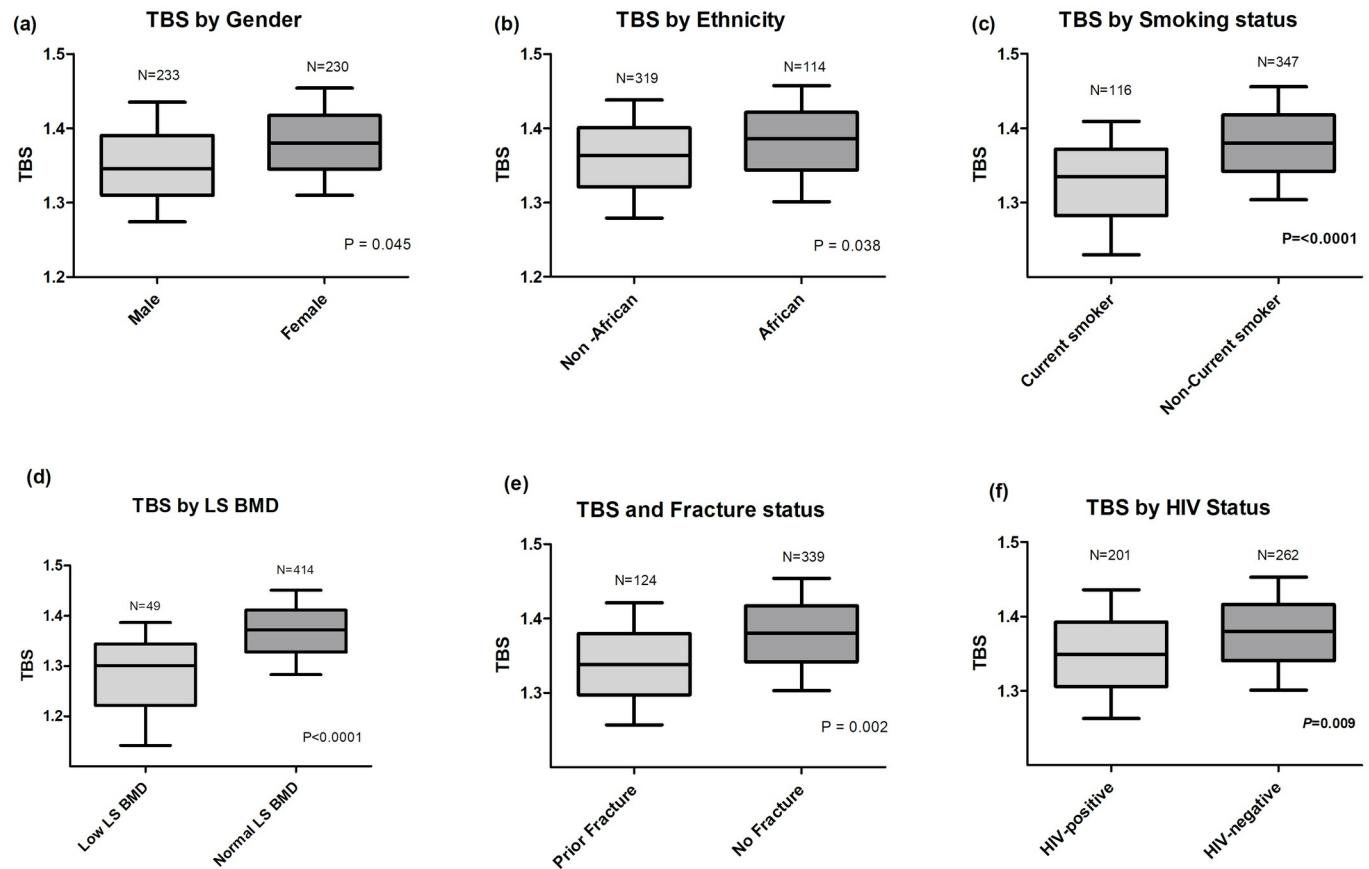 (a)
TBS by Gender
1.5
1.4
1.3
1.2
TBS
N=233
N=230
P = 0.045
Male
Female
(b)
TBS by Ethnicity
1.5
1.4
1.3
1.2
TBS
N=319
N=114
P = 0.038
Non -African
African
(c)
TBS by Smoking status
1.5
1.4
1.3
TBS
N=116
N=347
P=<0.0001
Current smoker
Non-Current smoker
(d)
TBS by LS BMD
1.5
1.4
1.3
1.2
TBS
N=49
N=414
P<0.0001
Low LS BMD
Normal LS BMD
(e)
TBS and Fracture status
1.5
1.4
1.3
TBS
N=124
N=339
P = 0.002
Prior Fracture
No Fracture
(f)
TBS by HIV Status
1.5
1.4
1.3
TBS
N=201
N=262
P=0.009
HIV-positive
HIV-negative